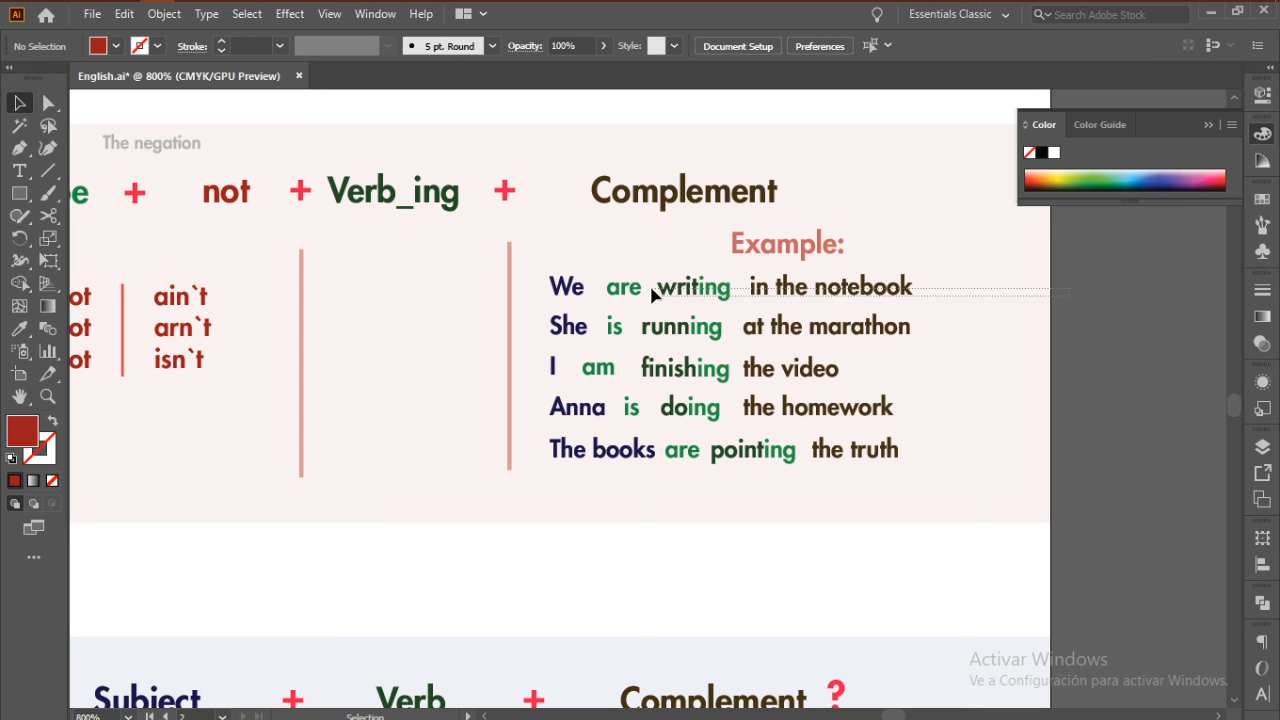 File Edit Object Type Select Effect View Window Help Essentials Classic Search Adobe Stock
No Selection Stroke: 5 pt. Round Opacity: 100% Style: Document Setup Preferences
English.ai* @ 800% (CMYK/GPU Preview)
Color Color Guide
The negation
be + not + Verb_ing + Complement
Example:
We are writing in the notebook
She is running at the marathon
I am finishing the video
Anna is doing the homework
The books are pointing the truth
ot ain`t
ot arn`t
ot isn`t
Activar Windows
Ve a Configuración para activar Windows.
Subject + Verb + Complement ?
800% 2 Selection